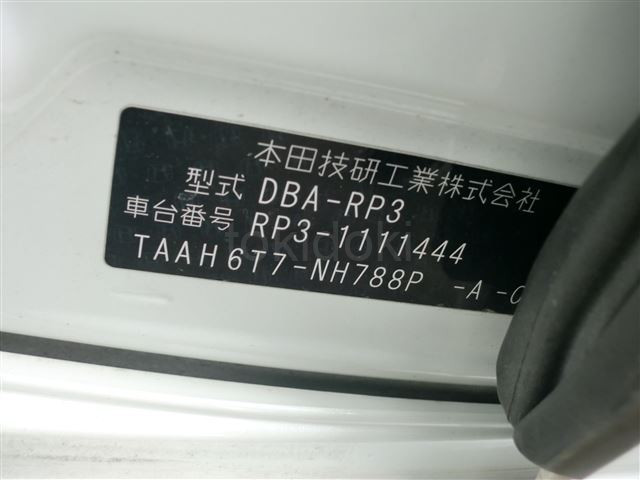 本田技研工業株式会社
型式 DBA-RP3
車台番号 RP3-1111444
TAAH6T7-NH788P -A -
tokidoki